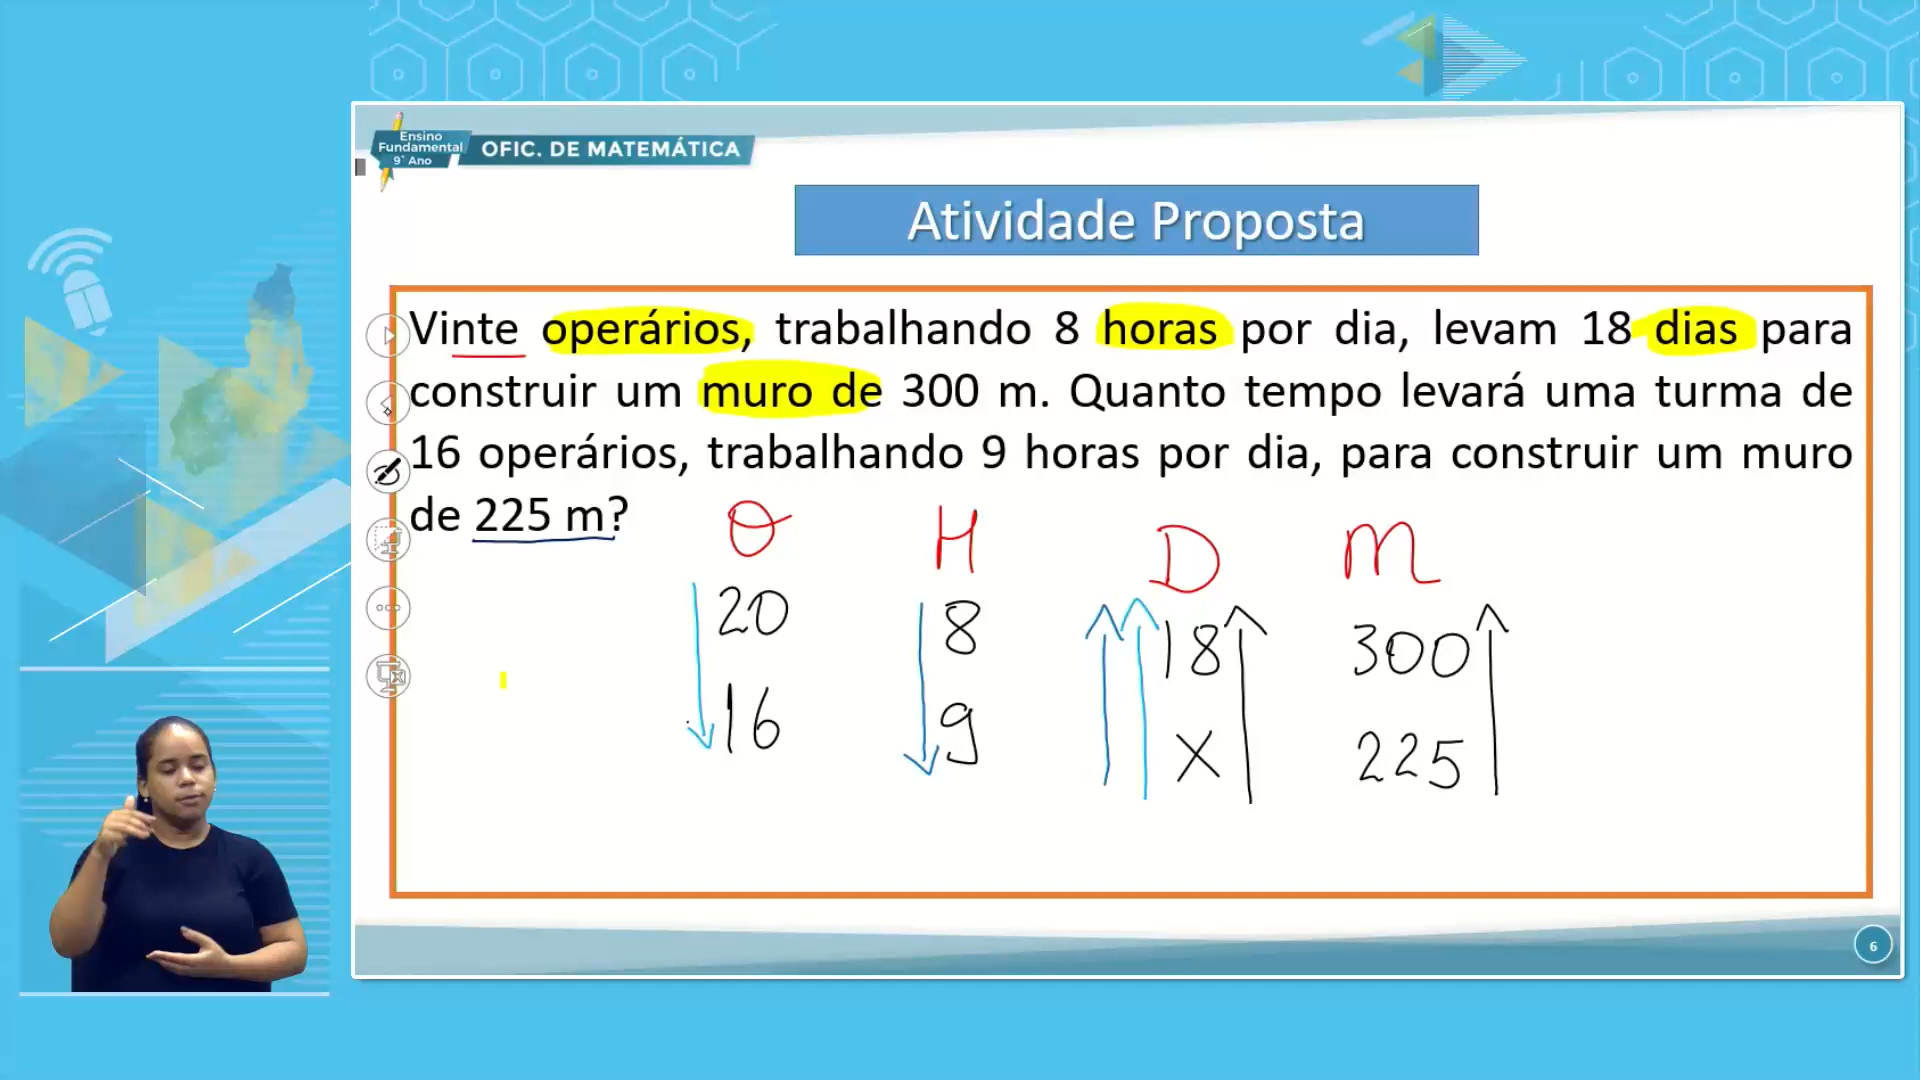 Ensino
Fundamental
9° Ano
OFIC. DE MATEMÁTICA
Atividade Proposta
Vinte operários, trabalhando 8 horas por dia, levam 18 dias para
construir um muro de 300 m. Quanto tempo levará uma turma de
16 operários, trabalhando 9 horas por dia, para construir um muro
de 225 m?
O H D M
20 8 18 300
16 9 X 225
6